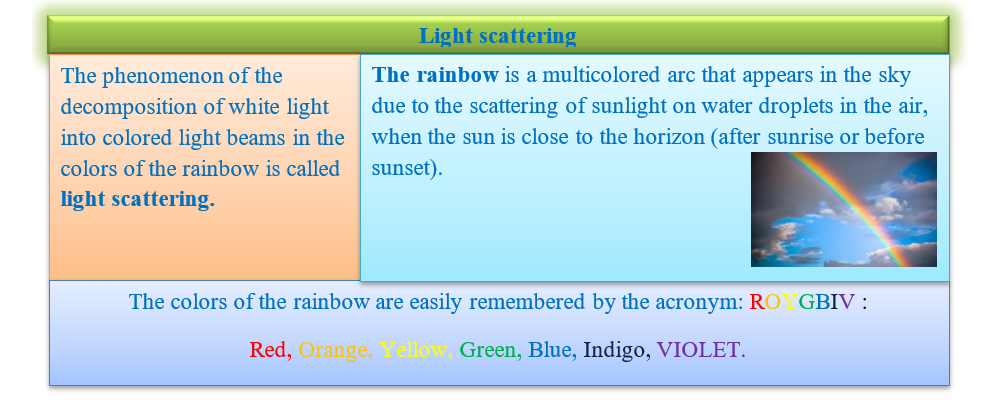 Light scattering
The phenomenon of the
decomposition of white light
into colored light beams in the
colors of the rainbow is called
light scattering.
The rainbow is a multicolored arc that appears in the sky
due to the scattering of sunlight on water droplets in the air,
when the sun is close to the horizon (after sunrise or before
sunset).
The colors of the rainbow are easily remembered by the acronym: ROYGBIV :
Red, Orange, Yellow, Green, Blue, Indigo, VIOLET.